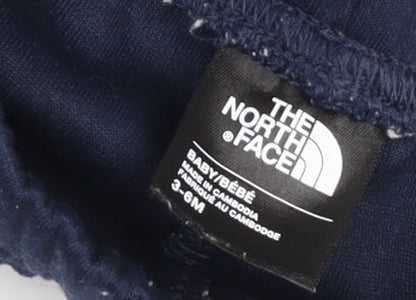 THE
NORTH
FACE
®
BABY/BÉBÉ
MADE IN CAMBODIA
FABRIQUÉ AU CAMBODGE
3-6M